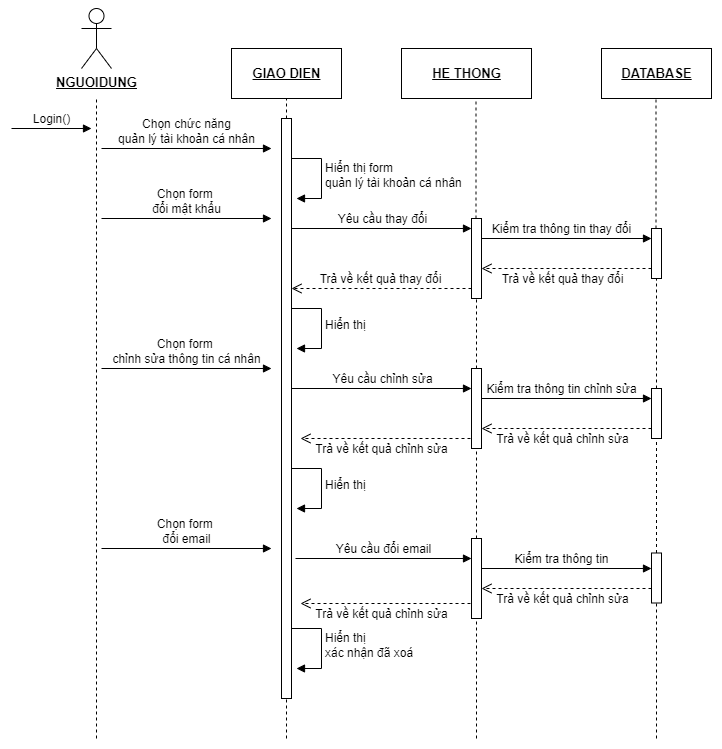 NGUOIDUNG
GIAO DIEN
HE THONG
DATABASE
Login()
Chọn chức năng
quản lý tài khoản cá nhân
Hiển thị form
quản lý tài khoản cá nhân
Chọn form
đổi mật khẩu
Yêu cầu thay đổi
Kiểm tra thông tin thay đổi
Trả về kết quả thay đổi
Trả về kết quả thay đổi
Hiển thị
Chọn form
chỉnh sửa thông tin cá nhân
Yêu cầu chỉnh sửa
Kiểm tra thông tin chỉnh sửa
Trả về kết quả chỉnh sửa
Trả về kết quả chỉnh sửa
Hiển thị
Chọn form
đổi email
Yêu cầu đổi email
Kiểm tra thông tin
Trả về kết quả chỉnh sửa
Trả về kết quả chỉnh sửa
Hiển thị
xác nhận đã xoá